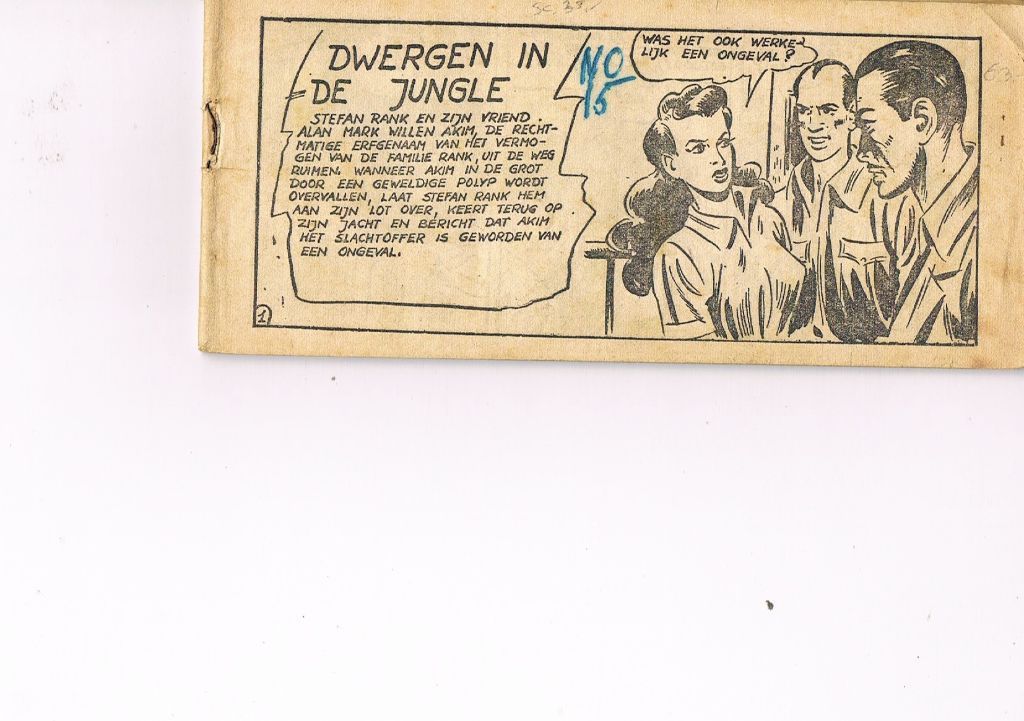 DWERGEN IN
DE JUNGLE
STEFAN RANK EN ZIJN VRIEND.
ALAN MARK WILLEN AKIM, DE RECHT-
MATIGE ERFGENAAM VAN HET VERMO-
GEN VAN DE FAMILIE RANK, UIT DE WEG
RUIMEN. WANNEER AKIM IN DE GROT
DOOR EEN GEWELDIGE POLYP WORDT
OVERVALLEN, LAAT STEFAN RANK HEM
AAN ZIJN LOT OVER, KEERT TERUG OP
ZIJN JACHT EN BERICHT DAT AKIM
HET SLACHTOFFER IS GEWORDEN VAN
EEN ONGEVAL.
1
NO
15
WAS HET OOK WERKE-
LIJK EEN ONGEVAL?